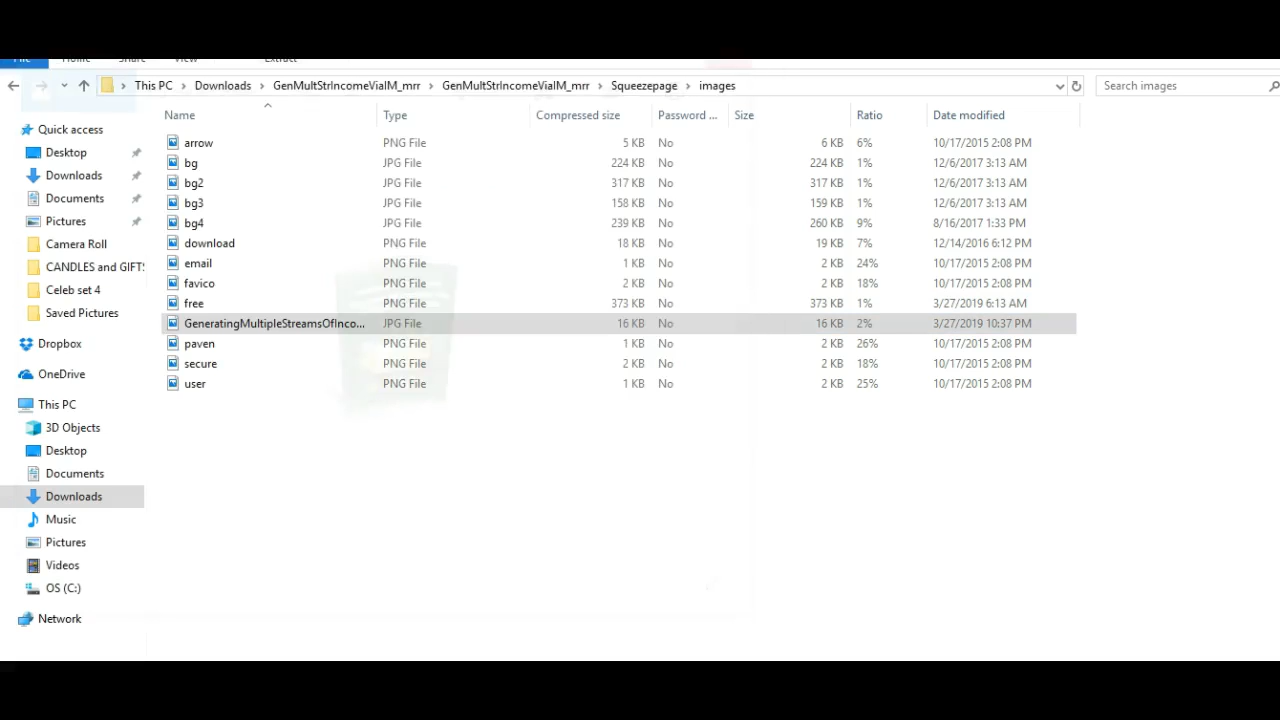 File Home Share View Extract
This PC Downloads GenMultStrIncomeViaIM_mrr GenMultStrIncomeViaIM_mrr Squeezepage images Search images
Name Type Compressed size Password ... Size Ratio Date modified
Quick access
Desktop
Downloads
Documents
Pictures
Camera Roll
CANDLES and GIFTS
Celeb set 4
Saved Pictures
Dropbox
OneDrive
This PC
3D Objects
Desktop
Documents
Downloads
Music
Pictures
Videos
OS (C:)
Network
arrow PNG File 5 KB No 6 KB 6% 10/17/2015 2:08 PM
bg JPG File 224 KB No 224 KB 1% 12/6/2017 3:13 AM
bg2 JPG File 317 KB No 317 KB 1% 12/6/2017 3:13 AM
bg3 JPG File 158 KB No 159 KB 1% 12/6/2017 3:13 AM
bg4 JPG File 239 KB No 260 KB 9% 8/16/2017 1:33 PM
download PNG File 18 KB No 19 KB 7% 12/14/2016 6:12 PM
email PNG File 1 KB No 2 KB 24% 10/17/2015 2:08 PM
favico PNG File 2 KB No 2 KB 18% 10/17/2015 2:08 PM
free PNG File 373 KB No 373 KB 1% 3/27/2019 6:13 AM
GeneratingMultipleStreamsOfInco... JPG File 16 KB No 16 KB 2% 3/27/2019 10:37 PM
paven PNG File 1 KB No 2 KB 26% 10/17/2015 2:08 PM
secure PNG File 2 KB No 2 KB 18% 10/17/2015 2:08 PM
user PNG File 1 KB No 2 KB 25% 10/17/2015 2:08 PM